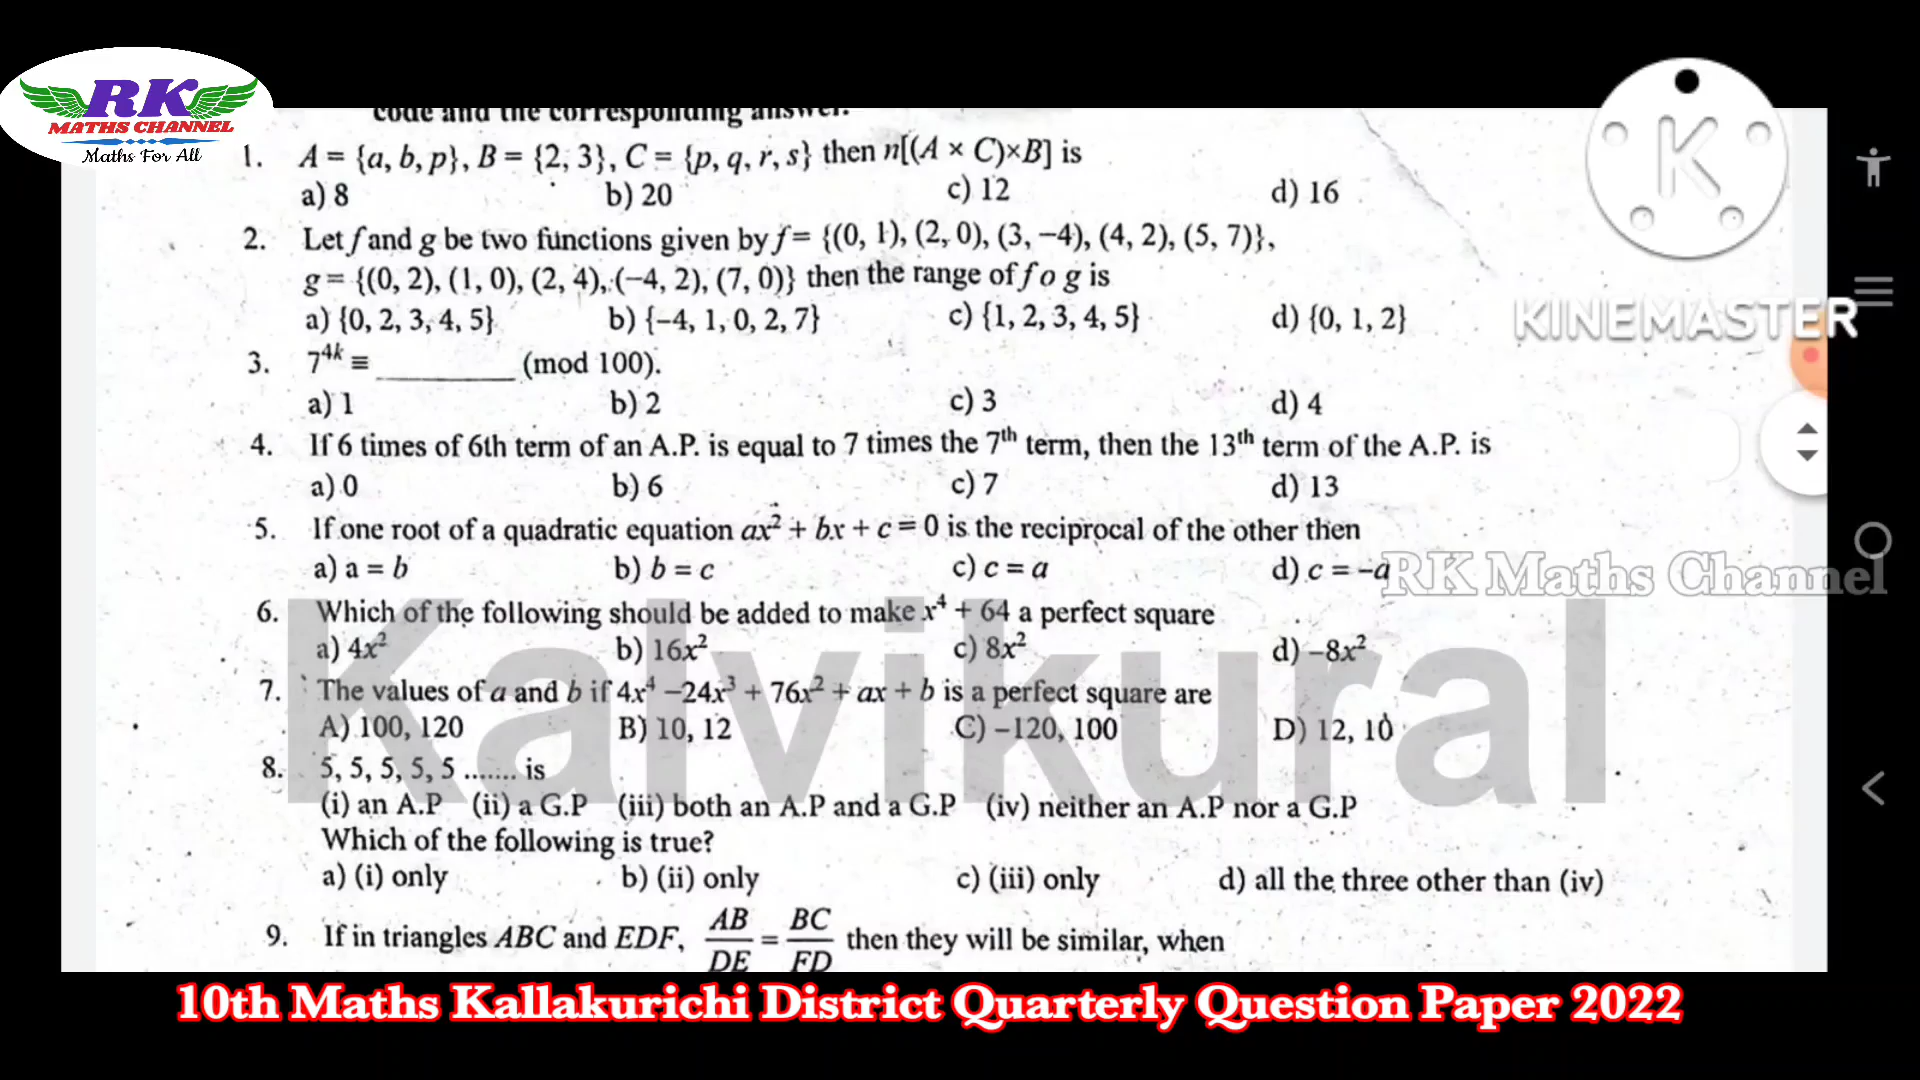 RK
MATHS CHANNEL
Maths For All
code and the corresponding answer.
1. A = {a, b, p}, B = {2, 3}, C = {p, q, r, s} then n[(A × C)×B] is
a) 8 b) 20 c) 12 d) 16
2. Let f and g be two functions given by f = {(0, 1), (2, 0), (3, −4), (4, 2), (5, 7)},
g = {(0, 2), (1, 0), (2, 4), (−4, 2), (7, 0)} then the range of f o g is
a) {0, 2, 3, 4, 5} b) {−4, 1, 0, 2, 7} c) {1, 2, 3, 4, 5} d) {0, 1, 2}
KINEMASTER
3. 7^{4k} ≡ ________ (mod 100).
a) 1 b) 2 c) 3 d) 4
4. If 6 times of 6th term of an A.P. is equal to 7 times the 7th term, then the 13th term of the A.P. is
a) 0 b) 6 c) 7 d) 13
5. If one root of a quadratic equation ax² + bx + c = 0 is the reciprocal of the other then
a) a = b b) b = c c) c = a d) c = −a
RK Maths Channel
6. Which of the following should be added to make x⁴ + 64 a perfect square
a) 4x² b) 16x² c) 8x² d) −8x²
Kalvikural
7. The values of a and b if 4x⁴ −24x³ + 76x² + ax + b is a perfect square are
A) 100, 120 B) 10, 12 C) −120, 100 D) 12, 10
8. 5, 5, 5, 5, 5 ....... is
(i) an A.P (ii) a G.P (iii) both an A.P and a G.P (iv) neither an A.P nor a G.P
Which of the following is true?
a) (i) only b) (ii) only c) (iii) only d) all the three other than (iv)
9. If in triangles ABC and EDF, AB/DE = BC/FD then they will be similar, when
10th Maths Kallakurichi District Quarterly Question Paper 2022